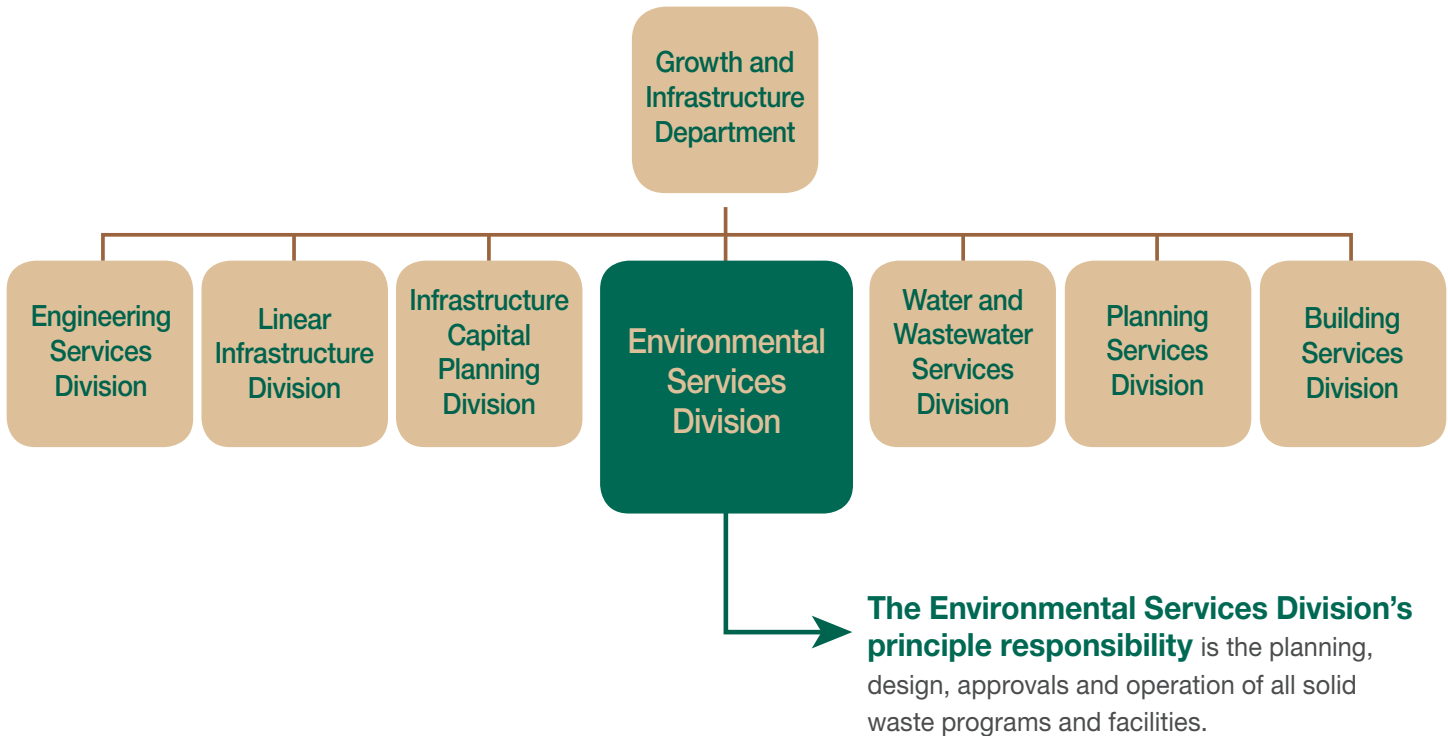 Growth and
Infrastructure
Department
Engineering
Services
Division
Linear
Infrastructure
Division
Infrastructure
Capital
Planning
Division
Environmental
Services
Division
Water and
Wastewater
Services
Division
Planning
Services
Division
Building
Services
Division
The Environmental Services Division’s
principle responsibility is the planning,
design, approvals and operation of all solid
waste programs and facilities.